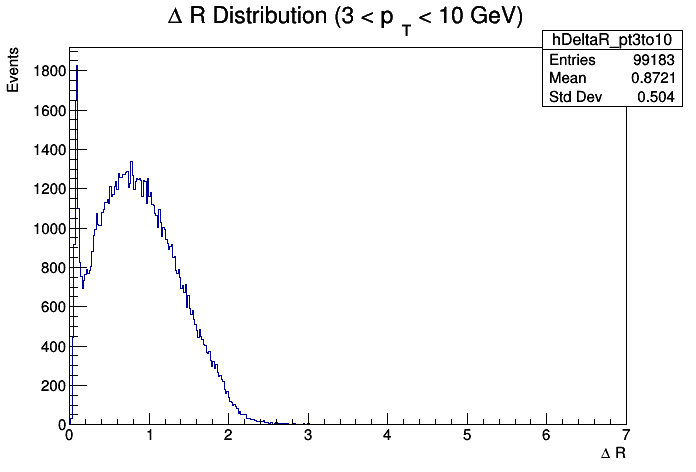 Δ R Distribution (3 < p T < 10 GeV)
hDeltaR_pt3to10
Entries 99183
Mean 0.8721
Std Dev 0.504
Events
1800
1600
1400
1200
1000
800
600
400
200
0
0 1 2 3 4 5 6 7
Δ R